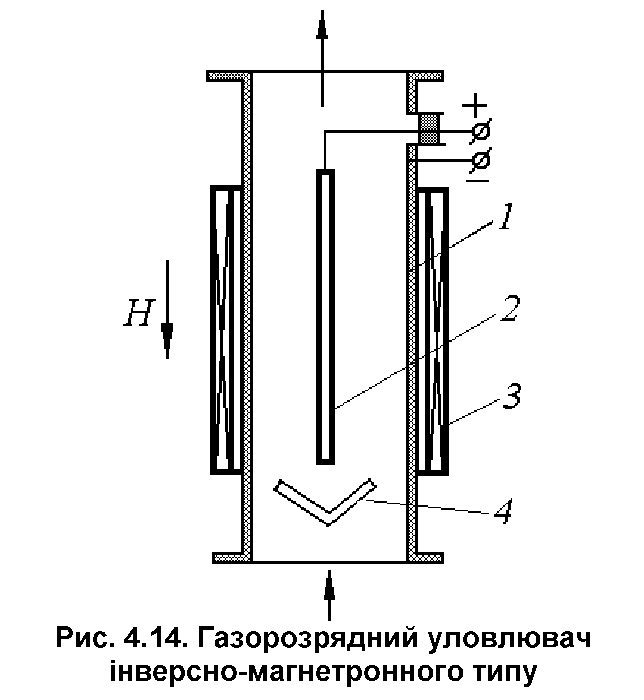 +
−
1
H
2
3
4
Рис. 4.14. Газорозрядний уловлювач
інверсно-магнетронного типу